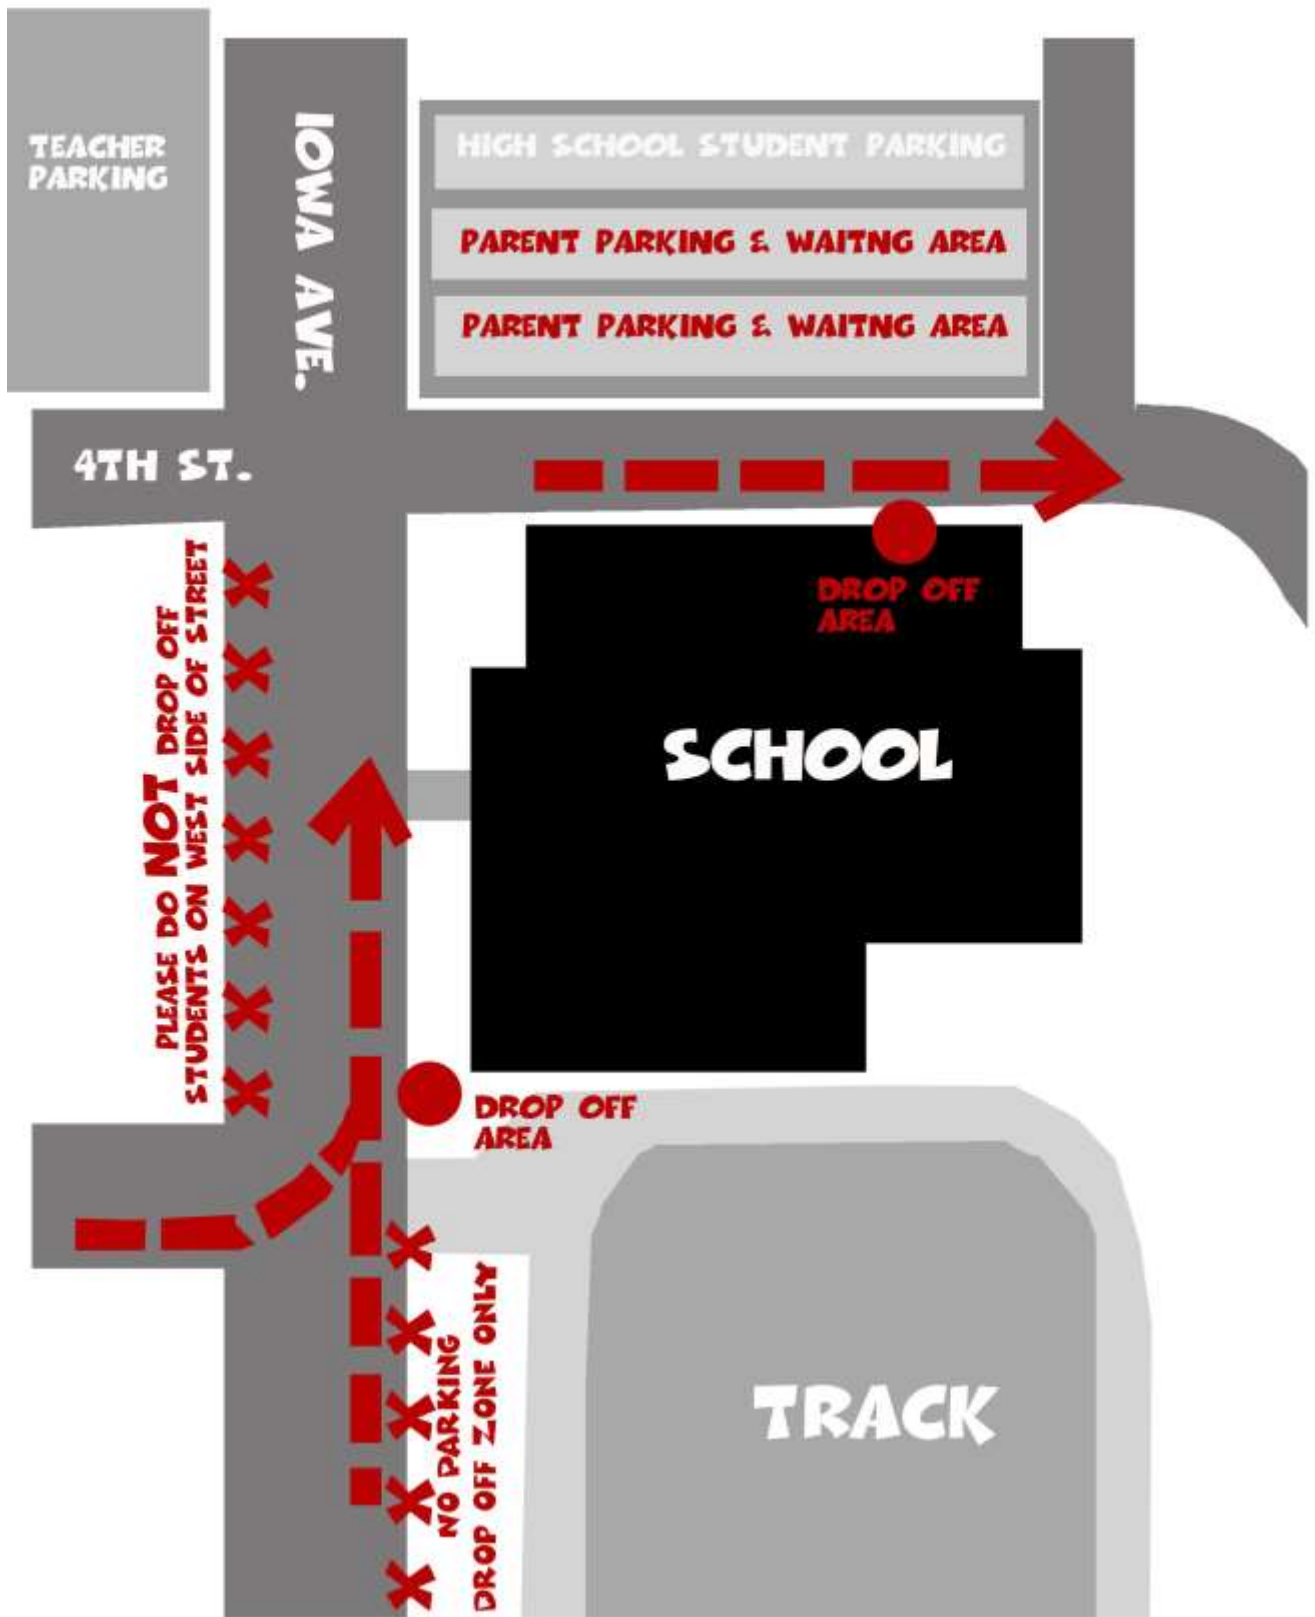 TEACHER
PARKING
IOWA AVE.
HIGH SCHOOL STUDENT PARKING
PARENT PARKING & WAITNG AREA
PARENT PARKING & WAITNG AREA
4TH ST.
DROP OFF
AREA
PLEASE DO NOT DROP OFF
STUDENTS ON WEST SIDE OF STREET
SCHOOL
DROP OFF
AREA
NO PARKING
DROP OFF ZONE ONLY
TRACK